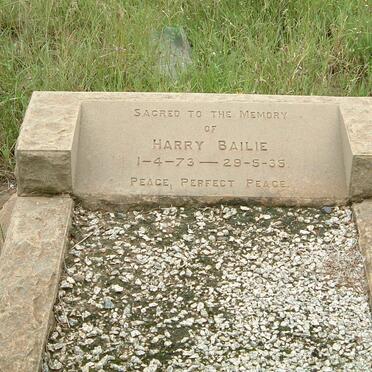 SACRED TO THE MEMORY
OF
HARRY BAILIE
1-4-73 — 29-5-35
PEACE, PERFECT PEACE.